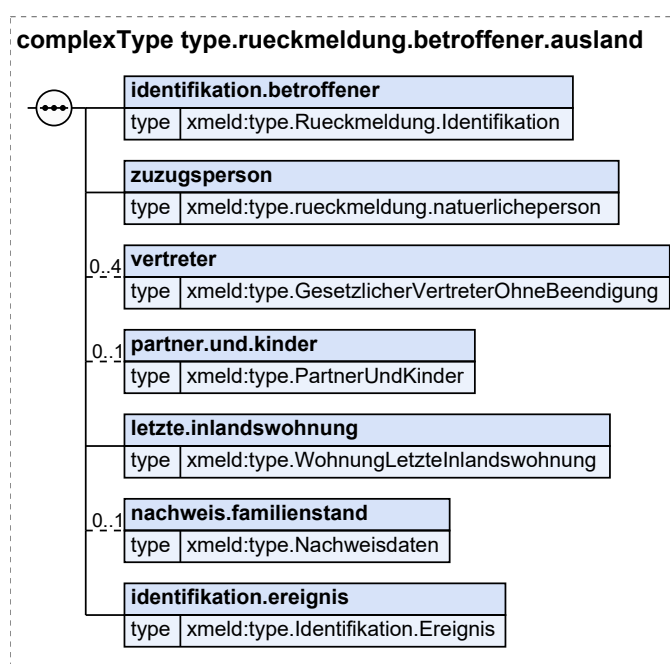 complexType type.rueckmeldung.betroffener.ausland
identifikation.betroffener
type xmeld:type.Rueckmeldung.Identifikation
zuzugsperson
type xmeld:type.rueckmeldung.natuerlicheperson
0..4
vertreter
type xmeld:type.GesetzlicherVertreterOhneBeendigung
0..1
partner.und.kinder
type xmeld:type.PartnerUndKinder
letzte.inlandswohnung
type xmeld:type.WohnungLetzteInlandswohnung
0..1
nachweis.familienstand
type xmeld:type.Nachweisdaten
identifikation.ereignis
type xmeld:type.Identifikation.Ereignis